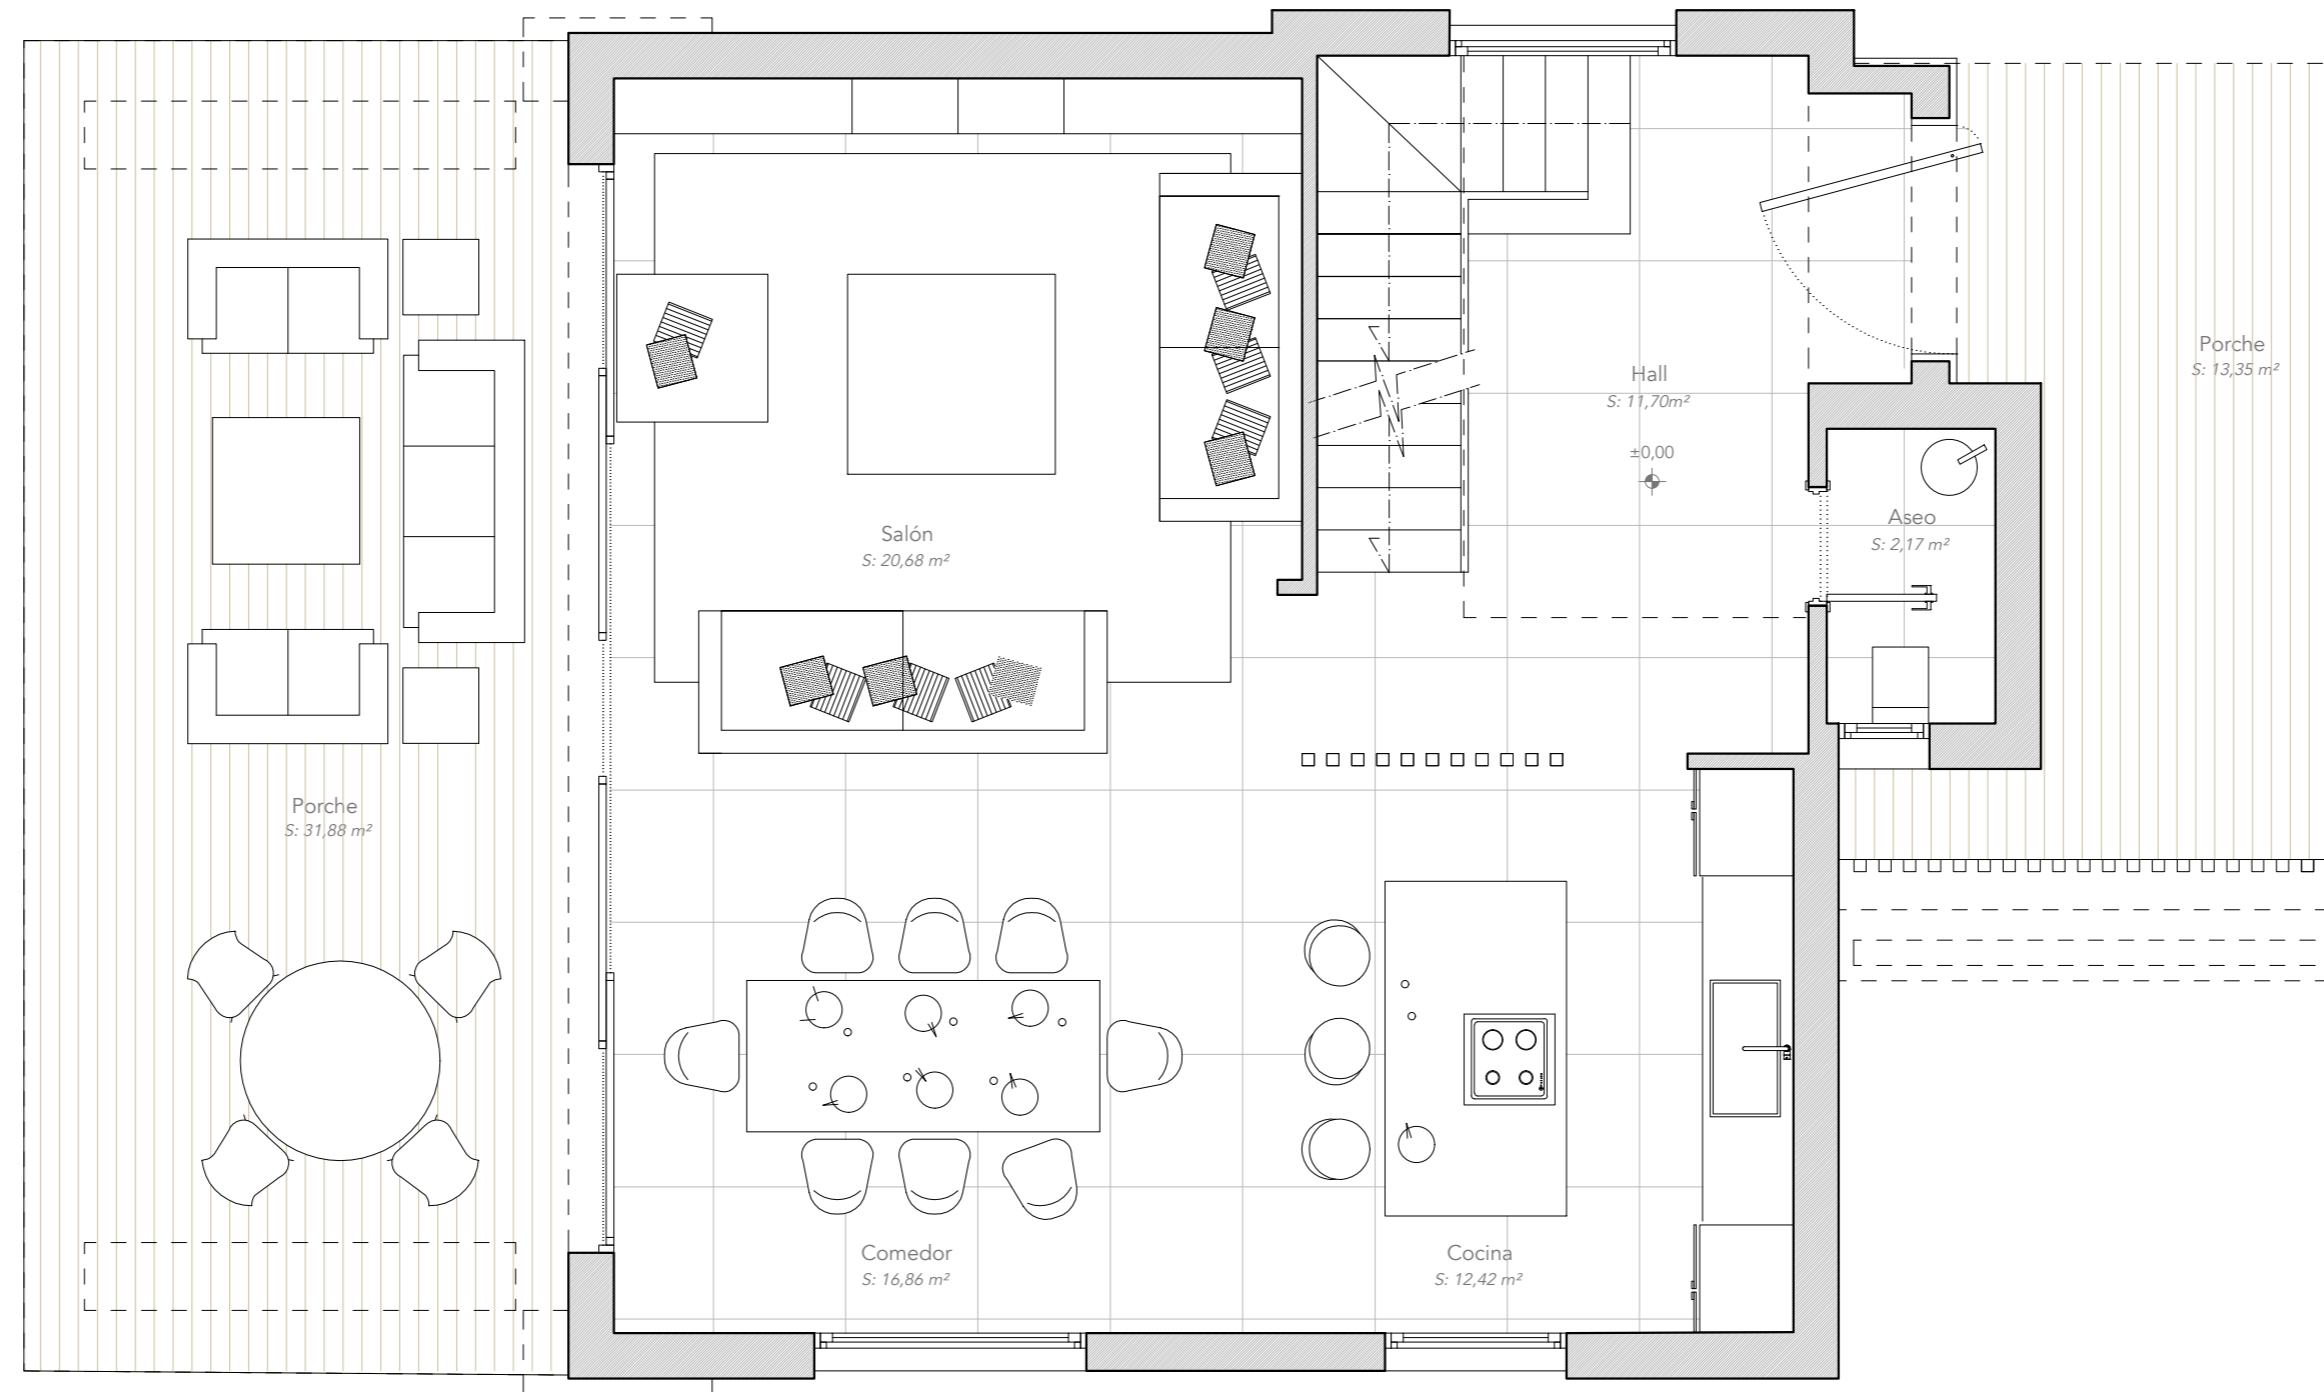 Porche
S: 13,35 m²
Hall
S: 11,70m²
±0,00
Aseo
S: 2,17 m²
Salón
S: 20,68 m²
Porche
S: 31,88 m²
Comedor
S: 16,86 m²
Cocina
S: 12,42 m²